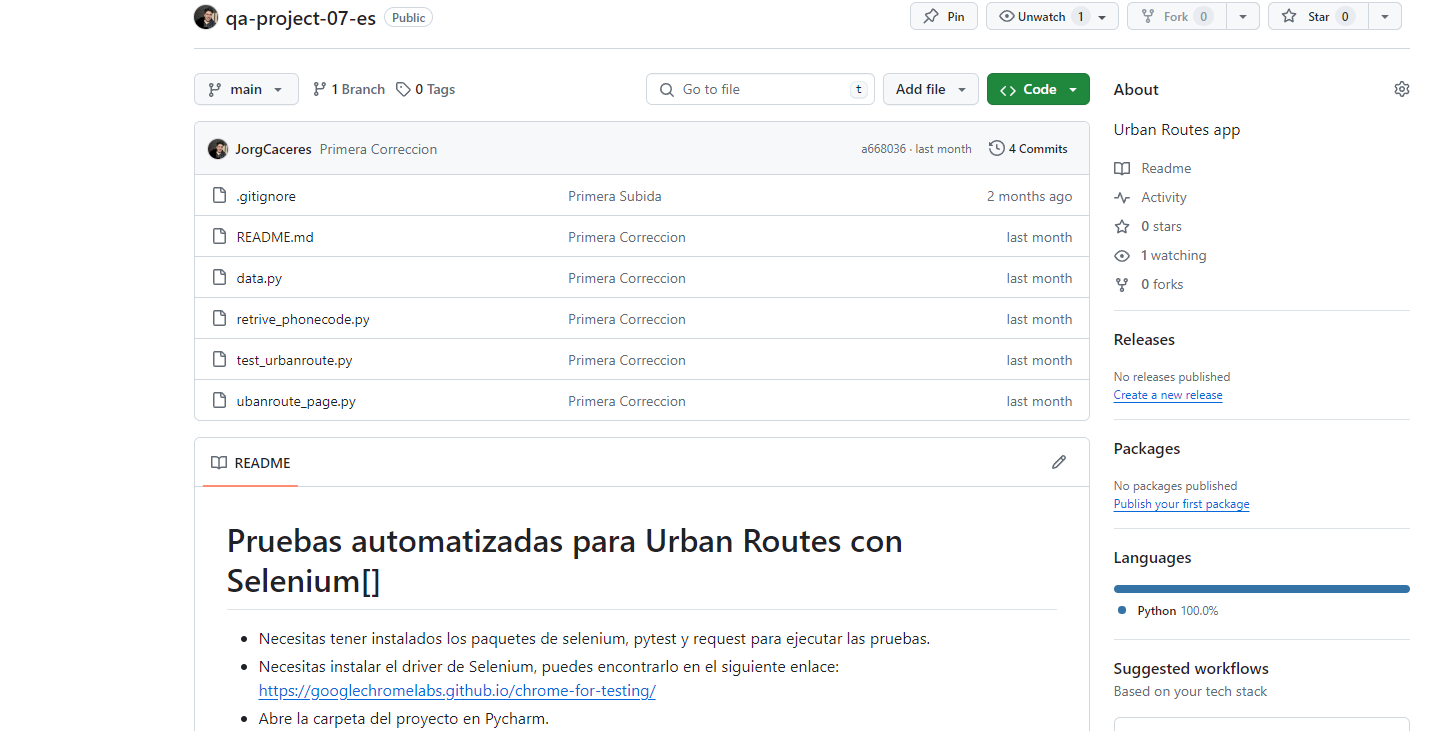 qa-project-07-es Public Pin Unwatch 1 Fork 0 Star 0
main 1 Branch 0 Tags Go to file t Add file Code
JorgCaceres Primera Correccion a668036 · last month 4 Commits
.gitignore Primera Subida 2 months ago
README.md Primera Correccion last month
data.py Primera Correccion last month
retrive_phonecode.py Primera Correccion last month
test_urbanroute.py Primera Correccion last month
ubanroute_page.py Primera Correccion last month
README
Pruebas automatizadas para Urban Routes con
Selenium[]
Necesitas tener instalados los paquetes de selenium, pytest y request para ejecutar las pruebas.
Necesitas instalar el driver de Selenium, puedes encontrarlo en el siguiente enlace:
https://googlechromelabs.github.io/chrome-for-testing/
Abre la carpeta del proyecto en Pycharm.
About
Urban Routes app
Readme
Activity
0 stars
1 watching
0 forks
Releases
No releases published
Create a new release
Packages
No packages published
Publish your first package
Languages
Python 100.0%
Suggested workflows
Based on your tech stack